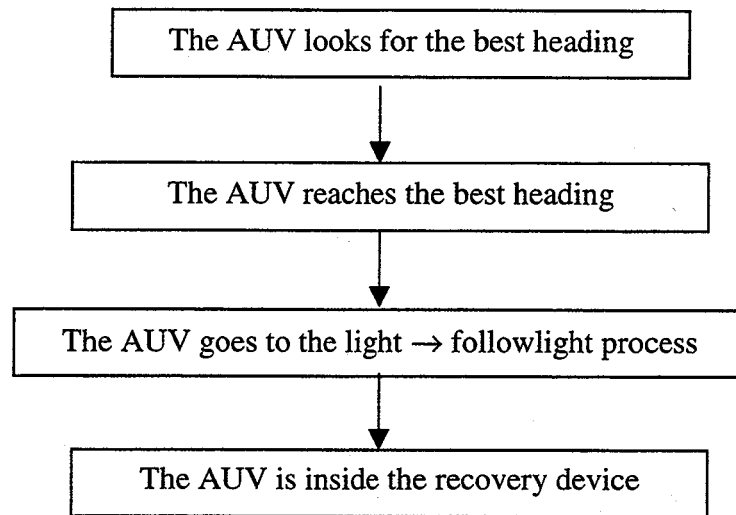 The AUV looks for the best heading
The AUV reaches the best heading
The AUV goes to the light → followlight process
The AUV is inside the recovery device